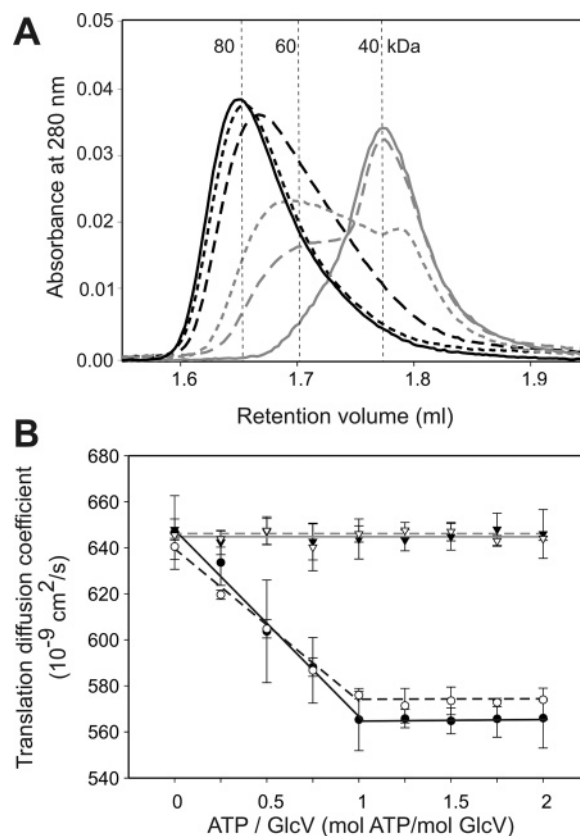 A
80 60 40 kDa
0.05
0.04
0.03
0.02
0.01
0.00
Absorbance at 280 nm
1.6 1.7 1.8 1.9
Retention volume (ml)
B
680
660
640
620
600
580
560
540
Translation diffusion coefficient
(10⁻⁹ cm²/s)
0 0.5 1 1.5 2
ATP / GlcV (mol ATP/mol GlcV)